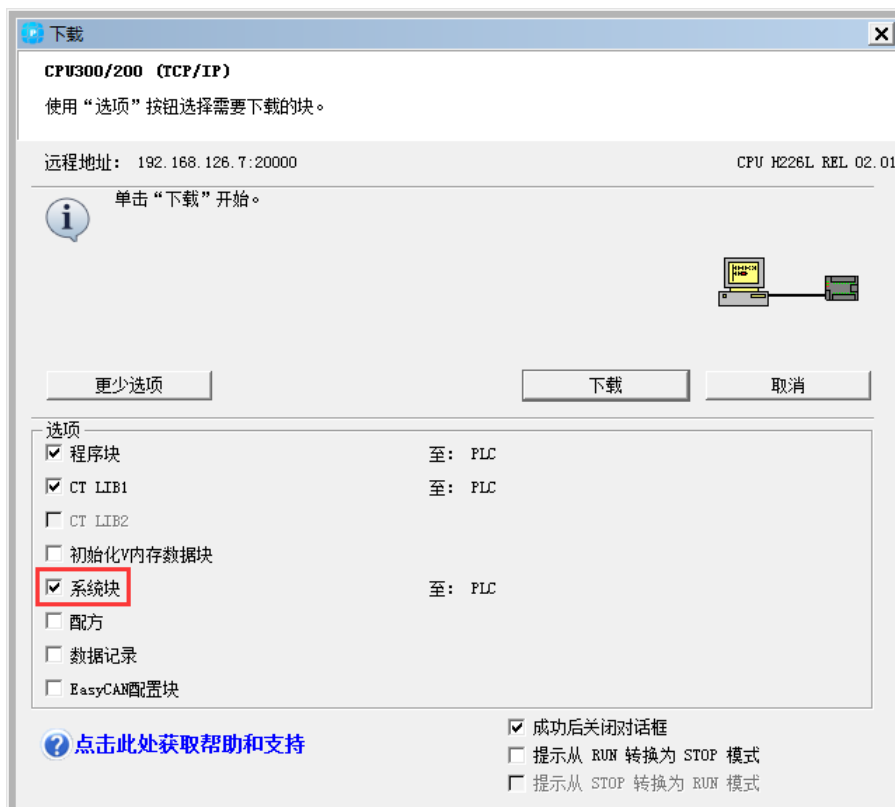 下载
CPU300/200 (TCP/IP)
使用“选项”按钮选择需要下载的块。
远程地址: 192.168.126.7:20000 CPU H226L REL 02.01
单击“下载”开始。
更少选项 下载 取消
选项
程序块 至: PLC
CT LIB1 至: PLC
CT LIB2
初始化V内存数据块
系统块 至: PLC
配方
数据记录
EasyCAN配置块
点击此处获取帮助和支持
成功后关闭对话框
提示从 RUN 转换为 STOP 模式
提示从 STOP 转换为 RUN 模式